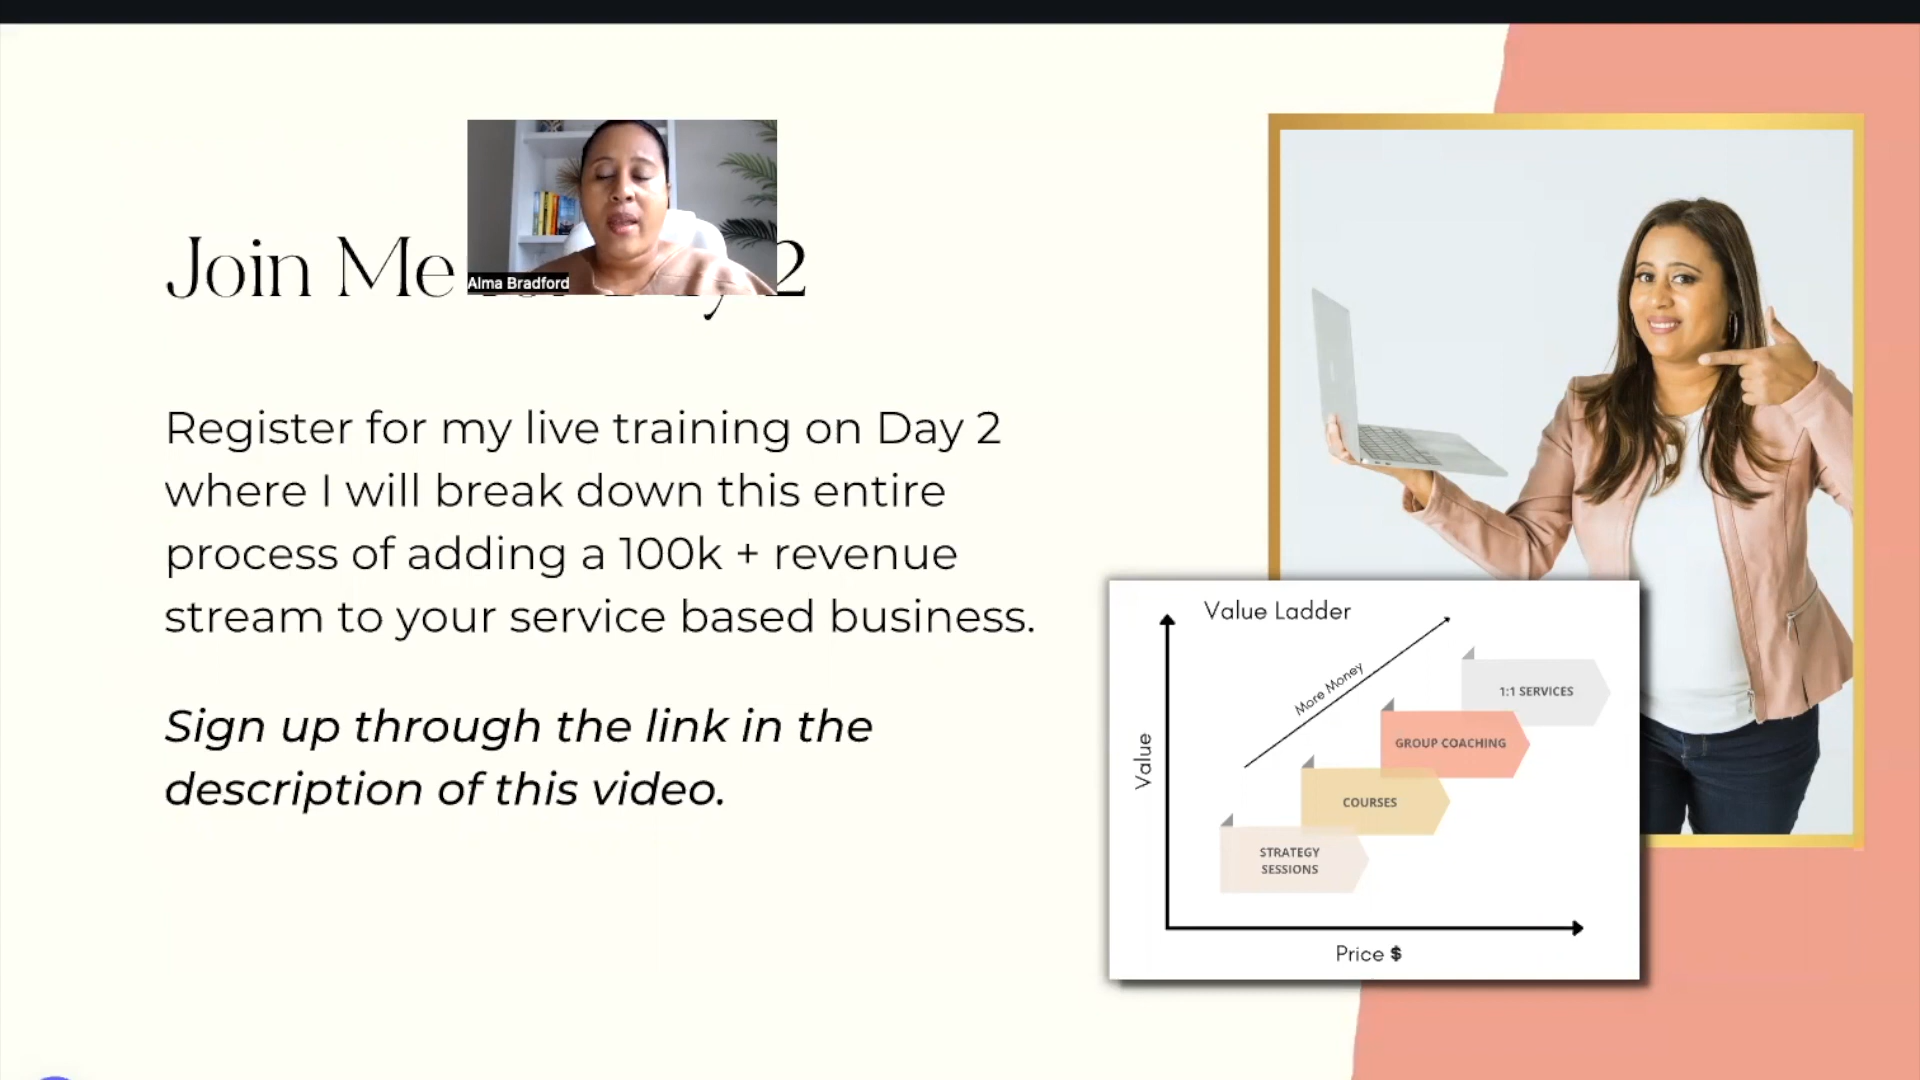 Join Me 2
Alma Bradford
Register for my live training on Day 2
where I will break down this entire
process of adding a 100k + revenue
stream to your service based business.
Sign up through the link in the
description of this video.
Value Ladder
More Money
1:1 SERVICES
GROUP COACHING
COURSES
STRATEGY
SESSIONS
Value
Price $